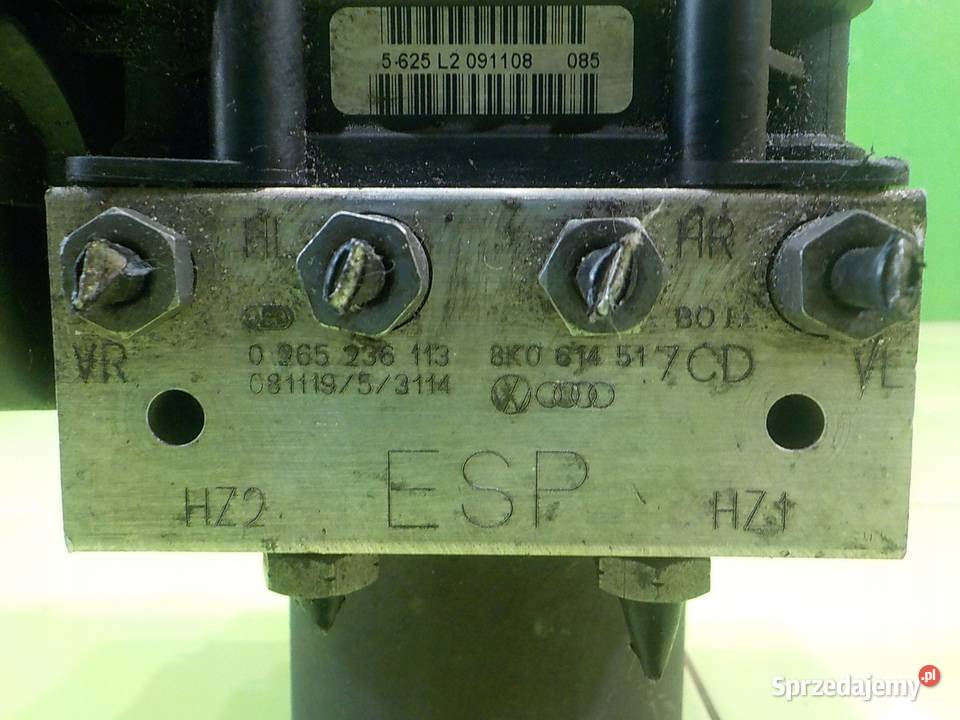 5-625 L2 091108 085
HL AR
BO
0 265 236 113 8K0 614 517CD
VR VL
081119/5/3114
ESP
HZ2 HZ1
Sprzedajemy.pl